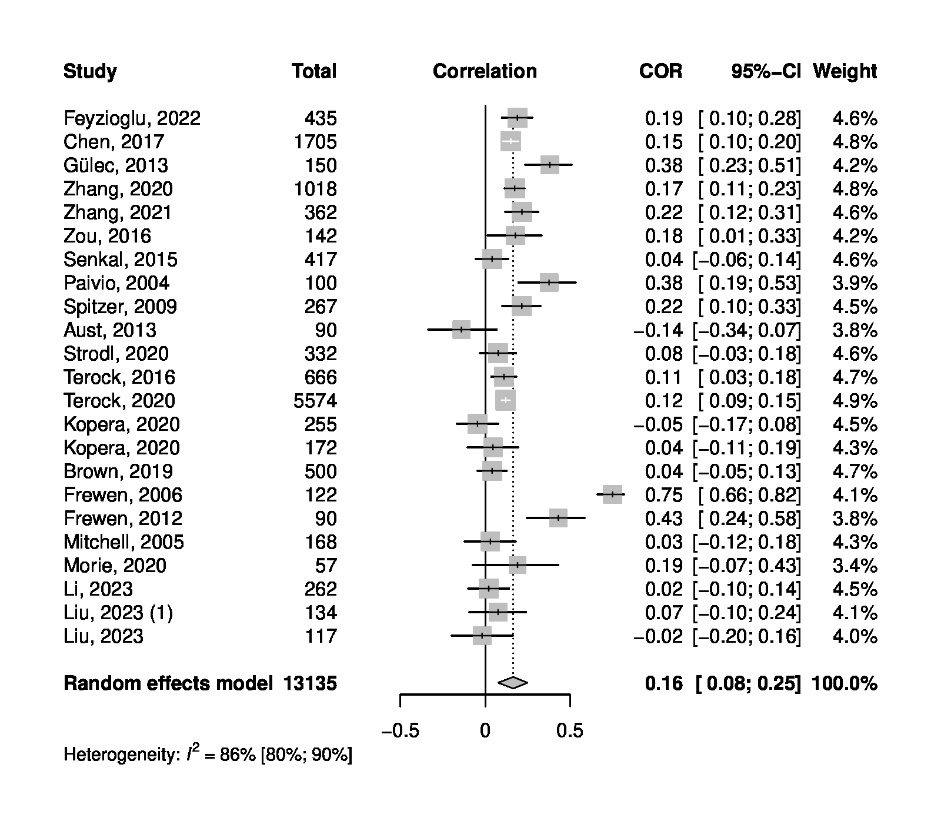 Study Total Correlation COR 95%−CI Weight
Feyzioglu, 2022 435 0.19 [ 0.10; 0.28] 4.6%
Chen, 2017 1705 0.15 [ 0.10; 0.20] 4.8%
Gülec, 2013 150 0.38 [ 0.23; 0.51] 4.2%
Zhang, 2020 1018 0.17 [ 0.11; 0.23] 4.8%
Zhang, 2021 362 0.22 [ 0.12; 0.31] 4.6%
Zou, 2016 142 0.18 [ 0.01; 0.33] 4.2%
Senkal, 2015 417 0.04 [−0.06; 0.14] 4.6%
Paivio, 2004 100 0.38 [ 0.19; 0.53] 3.9%
Spitzer, 2009 267 0.22 [ 0.10; 0.33] 4.5%
Aust, 2013 90 −0.14 [−0.34; 0.07] 3.8%
Strodl, 2020 332 0.08 [−0.03; 0.18] 4.6%
Terock, 2016 666 0.11 [ 0.03; 0.18] 4.7%
Terock, 2020 5574 0.12 [ 0.09; 0.15] 4.9%
Kopera, 2020 255 −0.05 [−0.17; 0.08] 4.5%
Kopera, 2020 172 0.04 [−0.11; 0.19] 4.3%
Brown, 2019 500 0.04 [−0.05; 0.13] 4.7%
Frewen, 2006 122 0.75 [ 0.66; 0.82] 4.1%
Frewen, 2012 90 0.43 [ 0.24; 0.58] 3.8%
Mitchell, 2005 168 0.03 [−0.12; 0.18] 4.3%
Morie, 2020 57 0.19 [−0.07; 0.43] 3.4%
Li, 2023 262 0.02 [−0.10; 0.14] 4.5%
Liu, 2023 (1) 134 0.07 [−0.10; 0.24] 4.1%
Liu, 2023 117 −0.02 [−0.20; 0.16] 4.0%
Random effects model 13135 0.16 [ 0.08; 0.25] 100.0%
−0.5 0 0.5
Heterogeneity: I² = 86% [80%; 90%]